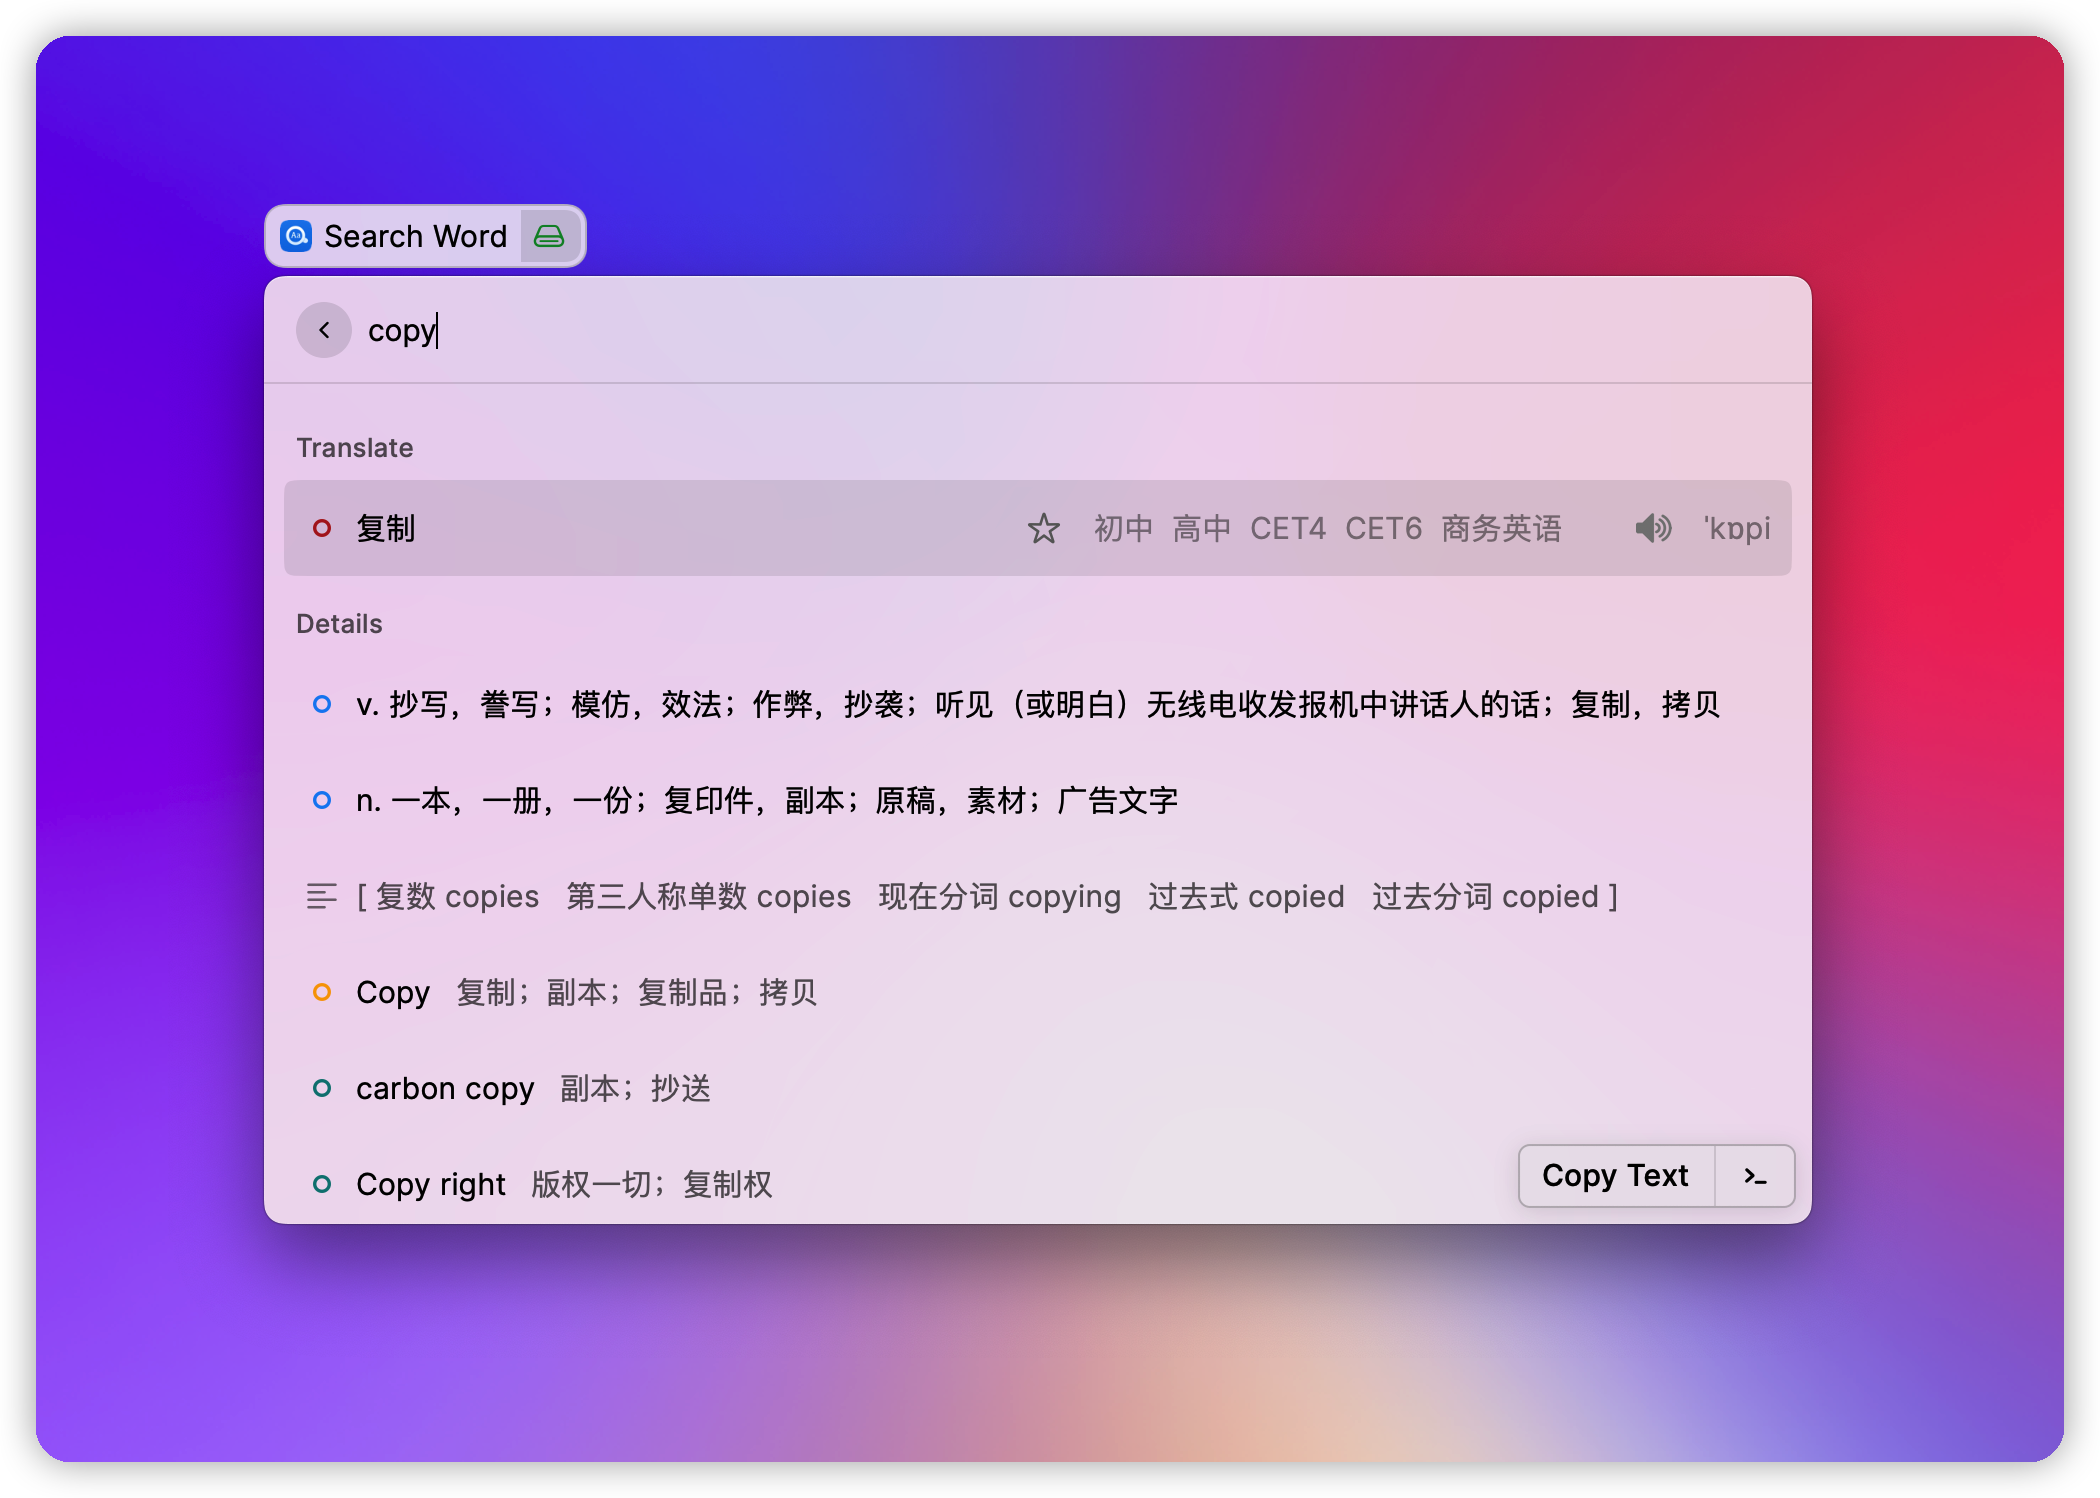 Search Word
copy
Translate
复制 初中 高中 CET4 CET6 商务英语 'kɒpi
Details
v. 抄写，誊写；模仿，效法；作弊，抄袭；听见（或明白）无线电收发报机中讲话人的话；复制，拷贝
n. 一本，一册，一份；复印件，副本；原稿，素材；广告文字
[ 复数 copies 第三人称单数 copies 现在分词 copying 过去式 copied 过去分词 copied ]
Copy 复制；副本；复制品；拷贝
carbon copy 副本；抄送
Copy right 版权一切；复制权
Copy Text